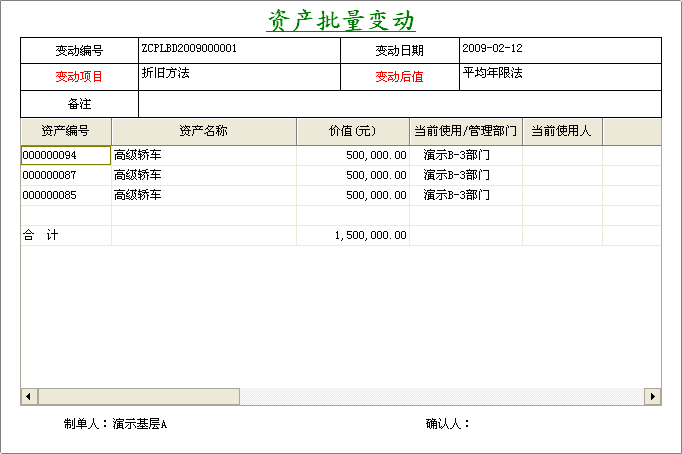 资产批量变动
变动编号 ZCPLBD2009000001 变动日期 2009-02-12
变动项目 折旧方法 变动后值 平均年限法
备注
资产编号 资产名称 价值(元) 当前使用/管理部门 当前使用人
000000094 高级轿车 500,000.00 演示B-3部门
000000087 高级轿车 500,000.00 演示B-3部门
000000085 高级轿车 500,000.00 演示B-3部门
合 计 1,500,000.00
制单人：演示基层A 确认人：